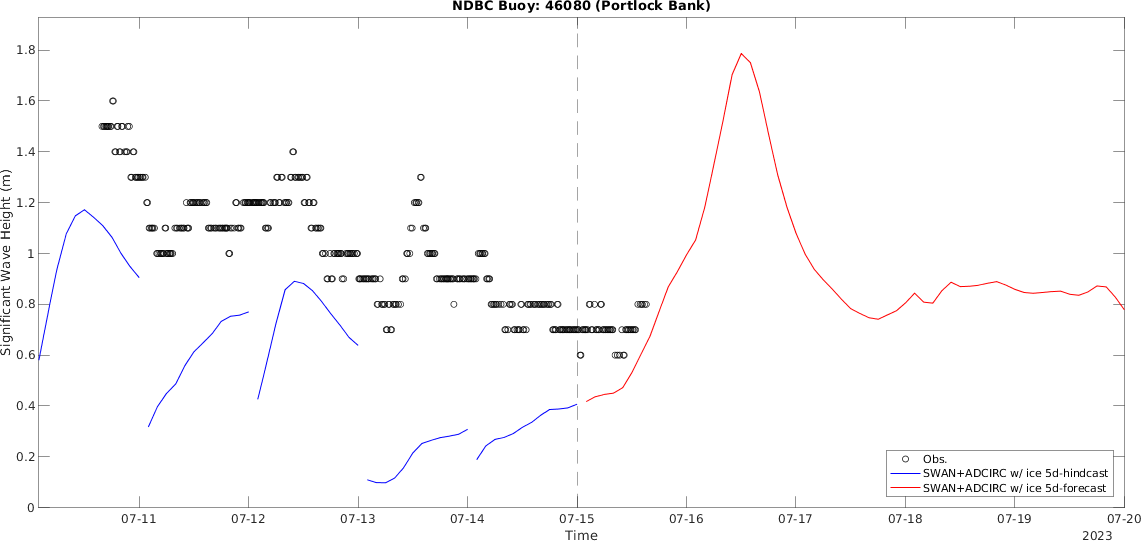 NDBC Buoy: 46080 (Portlock Bank)
1.8
1.6
1.4
1.2
1
0.8
0.6
0.4
0.2
0
Significant Wave Height (m)
Obs.
SWAN+ADCIRC w/ ice 5d-hindcast
SWAN+ADCIRC w/ ice 5d-forecast
07-11 07-12 07-13 07-14 07-15 07-16 07-17 07-18 07-19 07-20
Time
2023